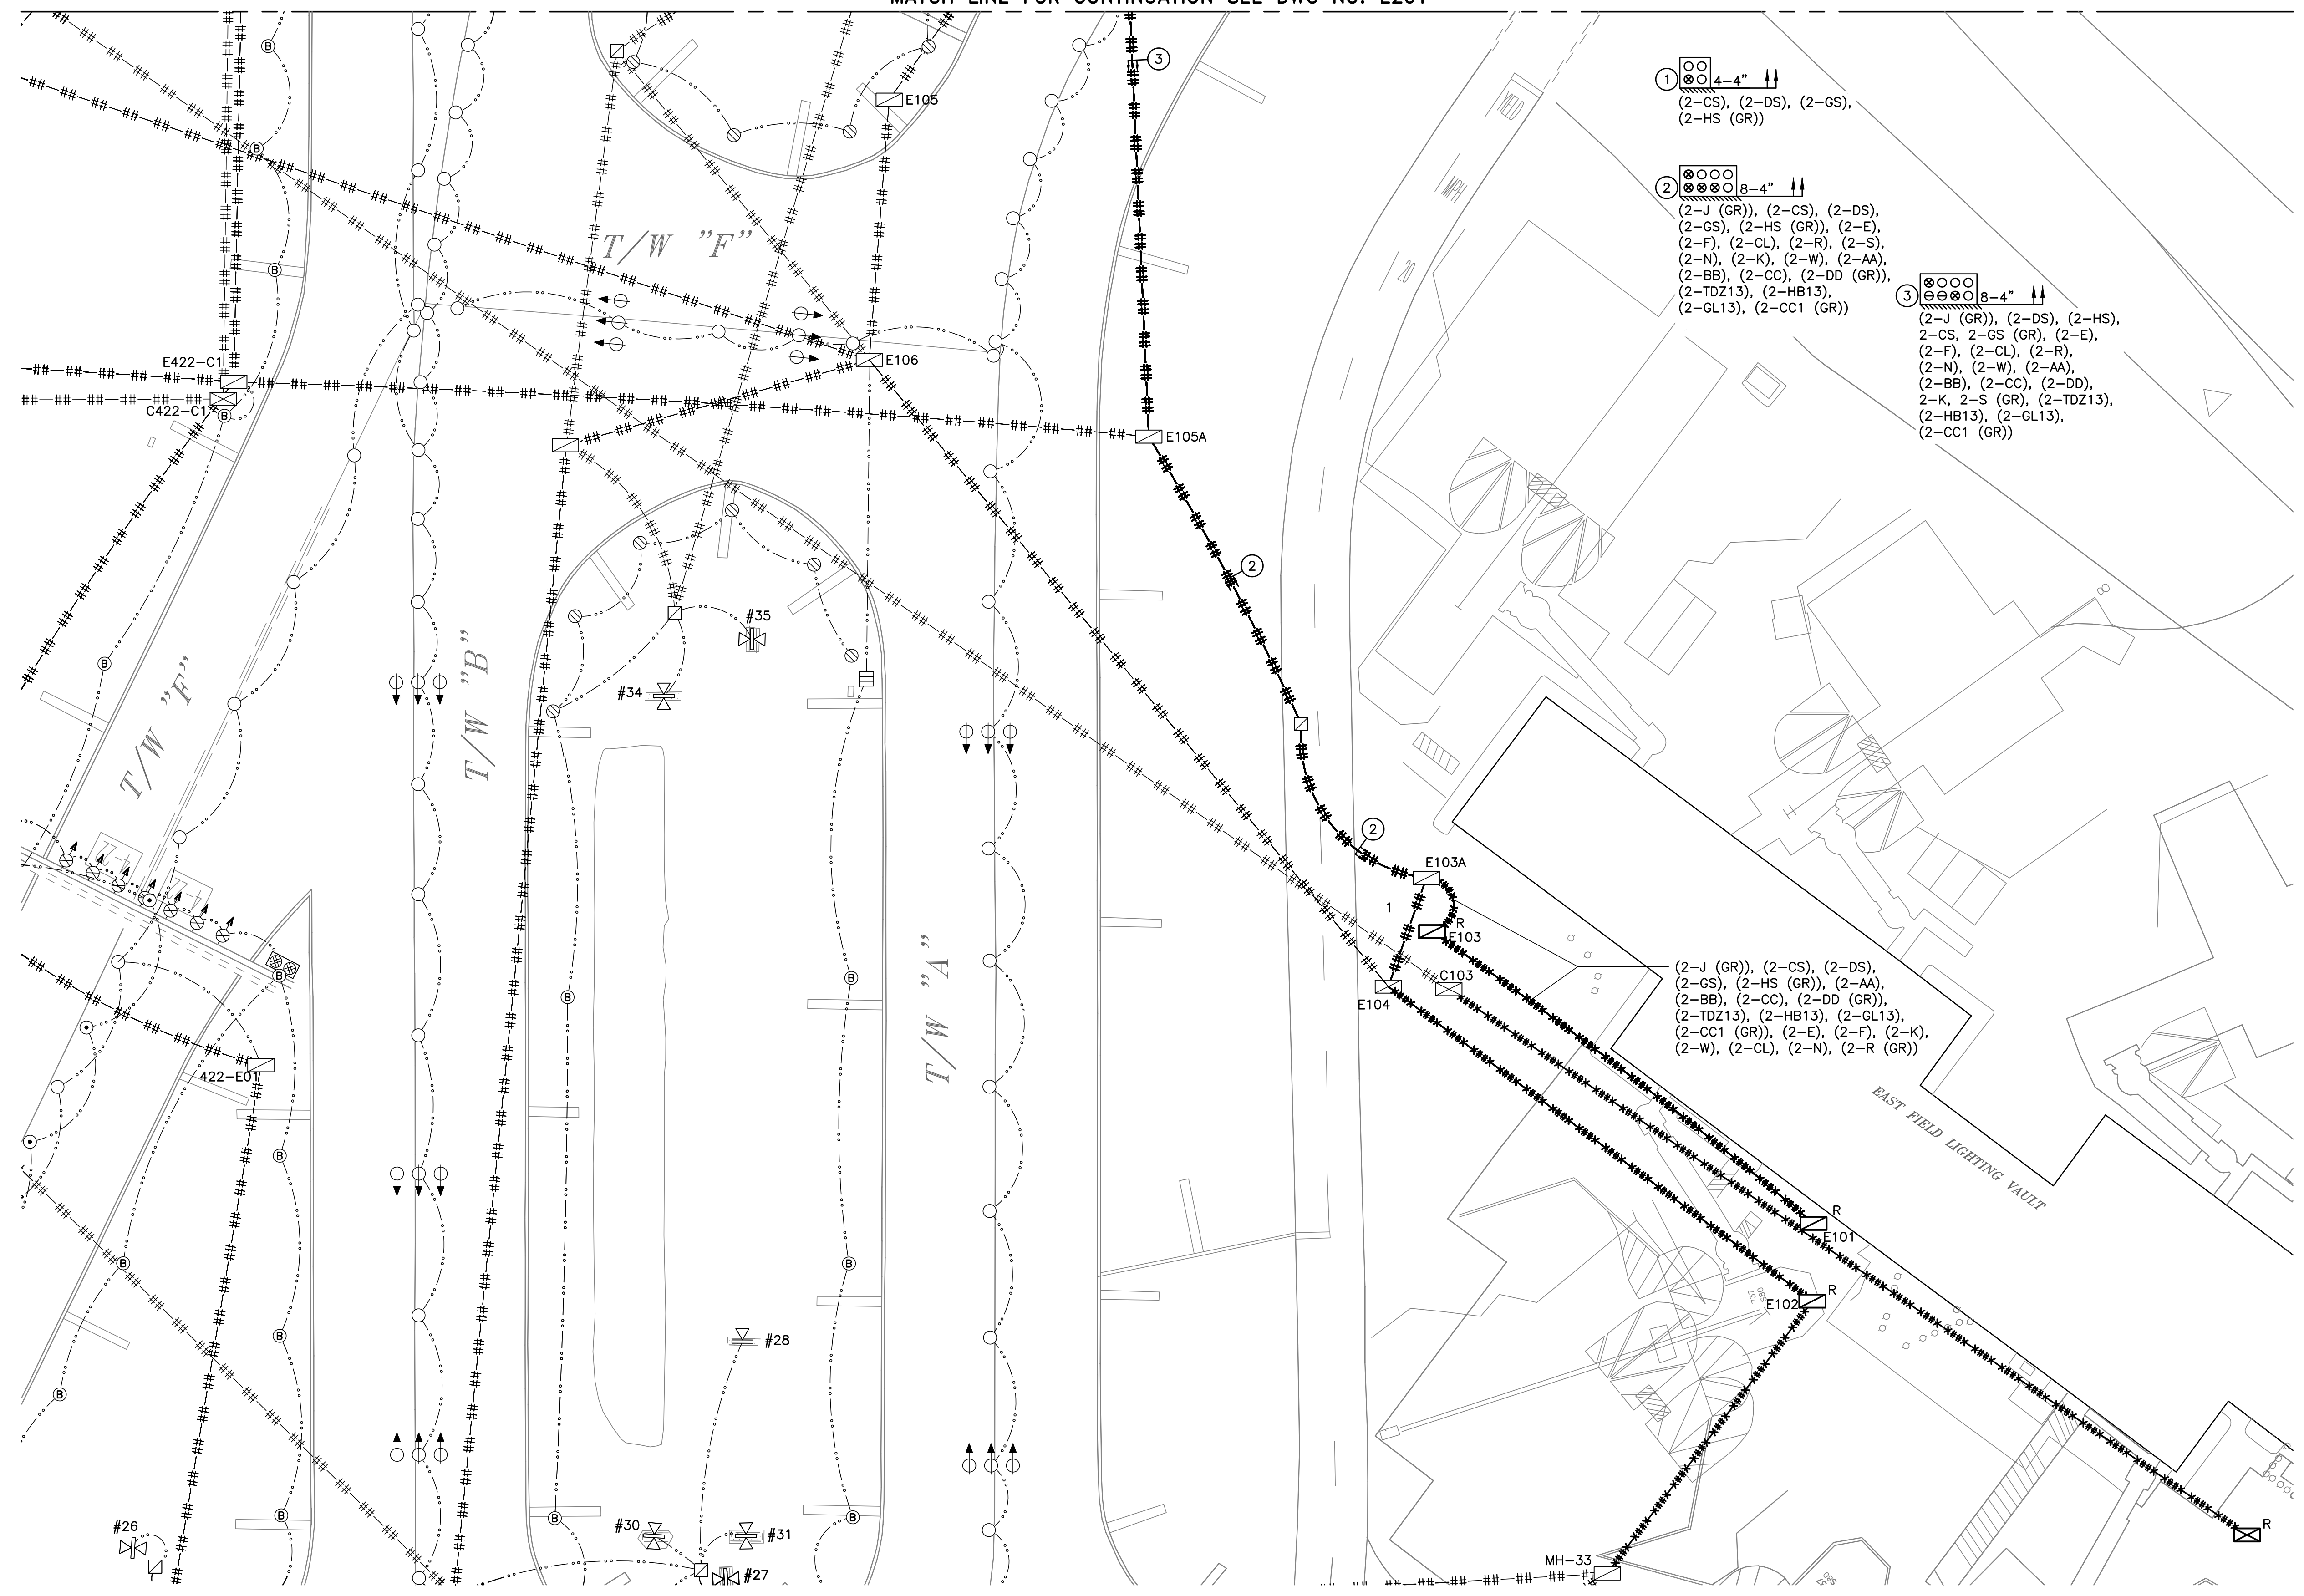 MATCH LINE FOR CONTINUATION SEE DWG NO. E201
3
1
4-4"
(2-CS), (2-DS), (2-GS),
(2-HS (GR))
B
E105
B
2
8-4"
(2-J (GR)), (2-CS), (2-DS),
(2-GS), (2-HS (GR)), (2-E),
(2-F), (2-CL), (2-R), (2-S),
(2-N), (2-K), (2-W), (2-AA),
(2-BB), (2-CC), (2-DD (GR)),
(2-TDZ13), (2-HB13),
(2-GL13), (2-CC1 (GR))
T/W "F"
B
20
3
8-4"
(2-J (GR)), (2-DS), (2-HS),
2-CS, 2-GS (GR), (2-E),
(2-F), (2-CL), (2-R),
(2-N), (2-W), (2-AA),
(2-BB), (2-CC), (2-DD),
2-K, 2-S (GR), (2-TDZ13),
(2-HB13), (2-GL13),
(2-CC1 (GR))
E422-C1
E106
C422-C1
B
E105A
2
#35
B
#34
T/W "B"
T/W "F"
2
E103A
1
R
E103
T/W "A"
C103
E104
(2-J (GR)), (2-CS), (2-DS),
(2-GS), (2-HS (GR)), (2-AA),
(2-BB), (2-CC), (2-DD (GR)),
(2-TDZ13), (2-HB13), (2-GL13),
(2-CC1 (GR)), (2-E), (2-F), (2-K),
(2-W), (2-CL), (2-N), (2-R (GR))
B
B
B
422-E01
EAST FIELD LIGHTING VAULT
B
R
E101
B
B
R
E102
737
B
#28
B
B
B
B
#26
#30
#31
R
MH-33
#27